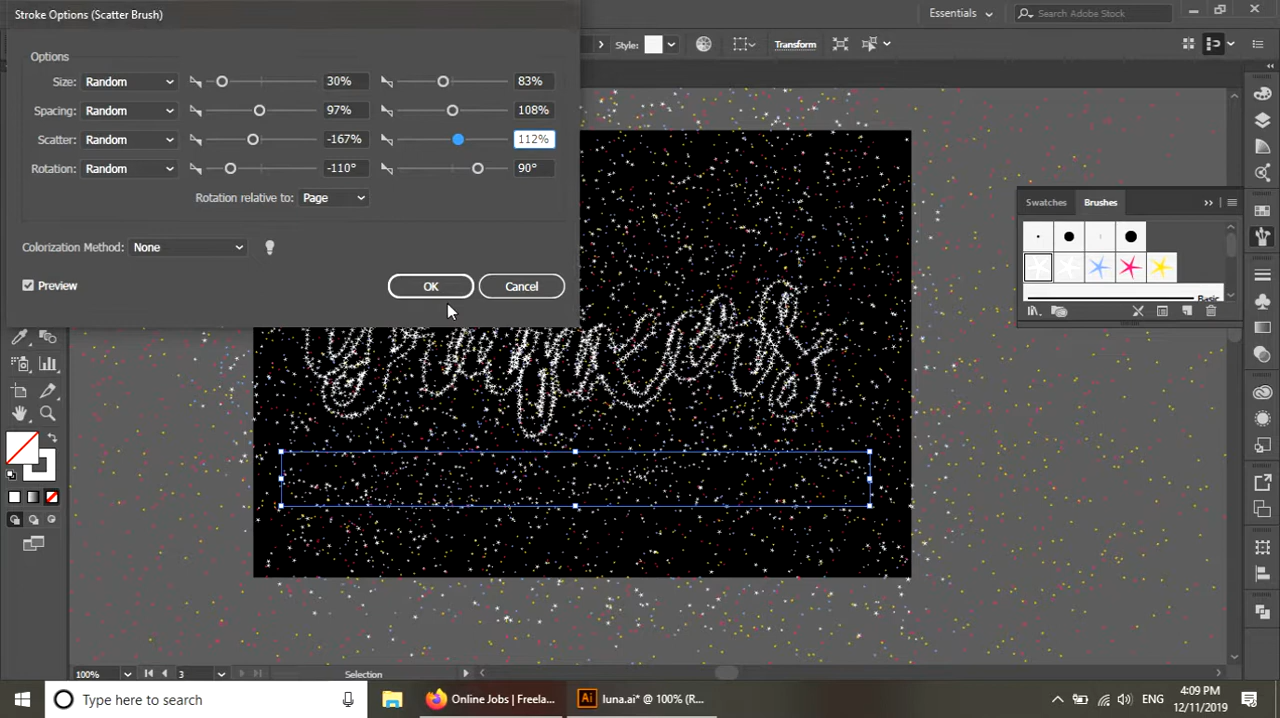 Stroke Options (Scatter Brush)
Essentials
Search Adobe Stock
Options
Style:
Transform
Size: Random 30% 83%
Spacing: Random 97% 108%
Scatter: Random -167% 112%
Rotation: Random -110° 90°
Rotation relative to: Page
Swatches Brushes
Colorization Method: None
Preview
OK Cancel
Basic
100% 3 Selection
Type here to search
Online Jobs | Freela...
Ai luna.ai* @ 100% (R...
ENG
4:09 PM
12/11/2019